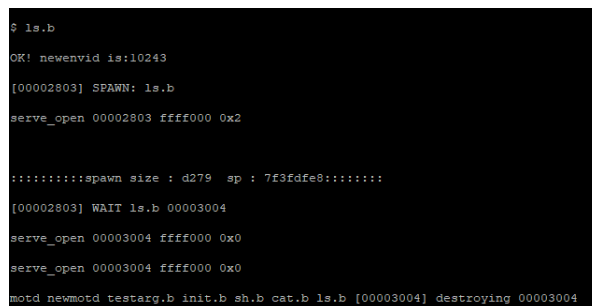 $ ls.b
OK! newenvid is:10243
[00002803] SPAWN: ls.b
serve_open 00002803 ffff000 0x2
::::::::::spawn size : d279  sp : 7f3fdfe8::::::::
[00002803] WAIT ls.b 00003004
serve_open 00003004 ffff000 0x0
serve_open 00003004 ffff000 0x0
motd newmotd testarg.b init.b sh.b cat.b ls.b [00003004] destroying 00003004